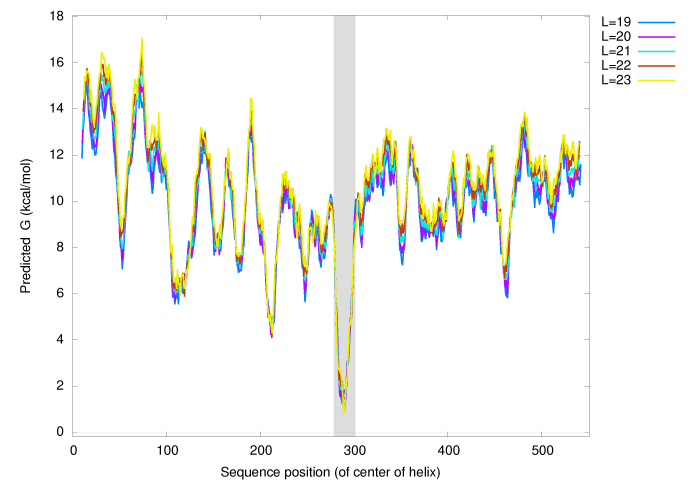 18
16
14
12
10
8
6
4
2
0
Predicted G (kcal/mol)
0 100 200 300 400 500
Sequence position (of center of helix)
L=19
L=20
L=21
L=22
L=23